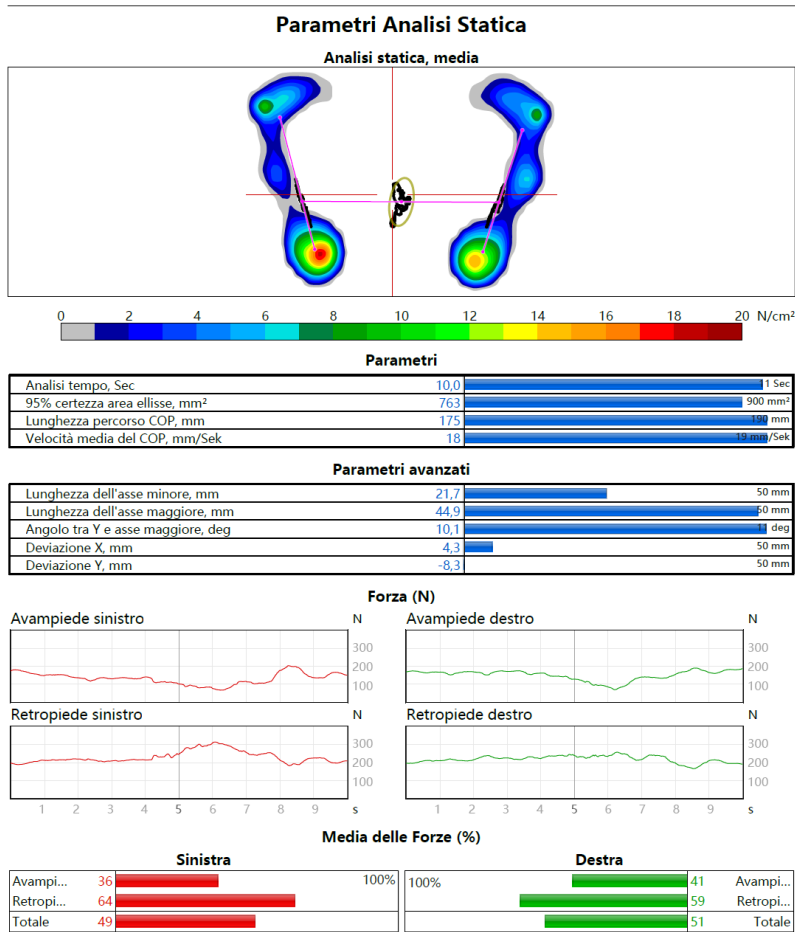 Parametri Analisi Statica
Analisi statica, media
0 2 4 6 8 10 12 14 16 18 20 N/cm²
Parametri
Analisi tempo, Sec 10,0 11 Sec
95% certezza area ellisse, mm² 763 900 mm²
Lunghezza percorso COP, mm 175 190 mm
Velocità media del COP, mm/Sek 18 19 mm/Sek
Parametri avanzati
Lunghezza dell'asse minore, mm 21,7 50 mm
Lunghezza dell'asse maggiore, mm 44,9 50 mm
Angolo tra Y e asse maggiore, deg 10,1 11 deg
Deviazione X, mm 4,3 50 mm
Deviazione Y, mm -8,3 50 mm
Forza (N)
Avampiede sinistro N Avampiede destro N
300 300
200 200
100 100
Retropiede sinistro N Retropiede destro N
300 300
200 200
100 100
1 2 3 4 5 6 7 8 9 s 1 2 3 4 5 6 7 8 9 s
Media delle Forze (%)
Sinistra Destra
Avampi... 36 100% 100% 41 Avampi...
Retropi... 64 59 Retropi...
Totale 49 51 Totale